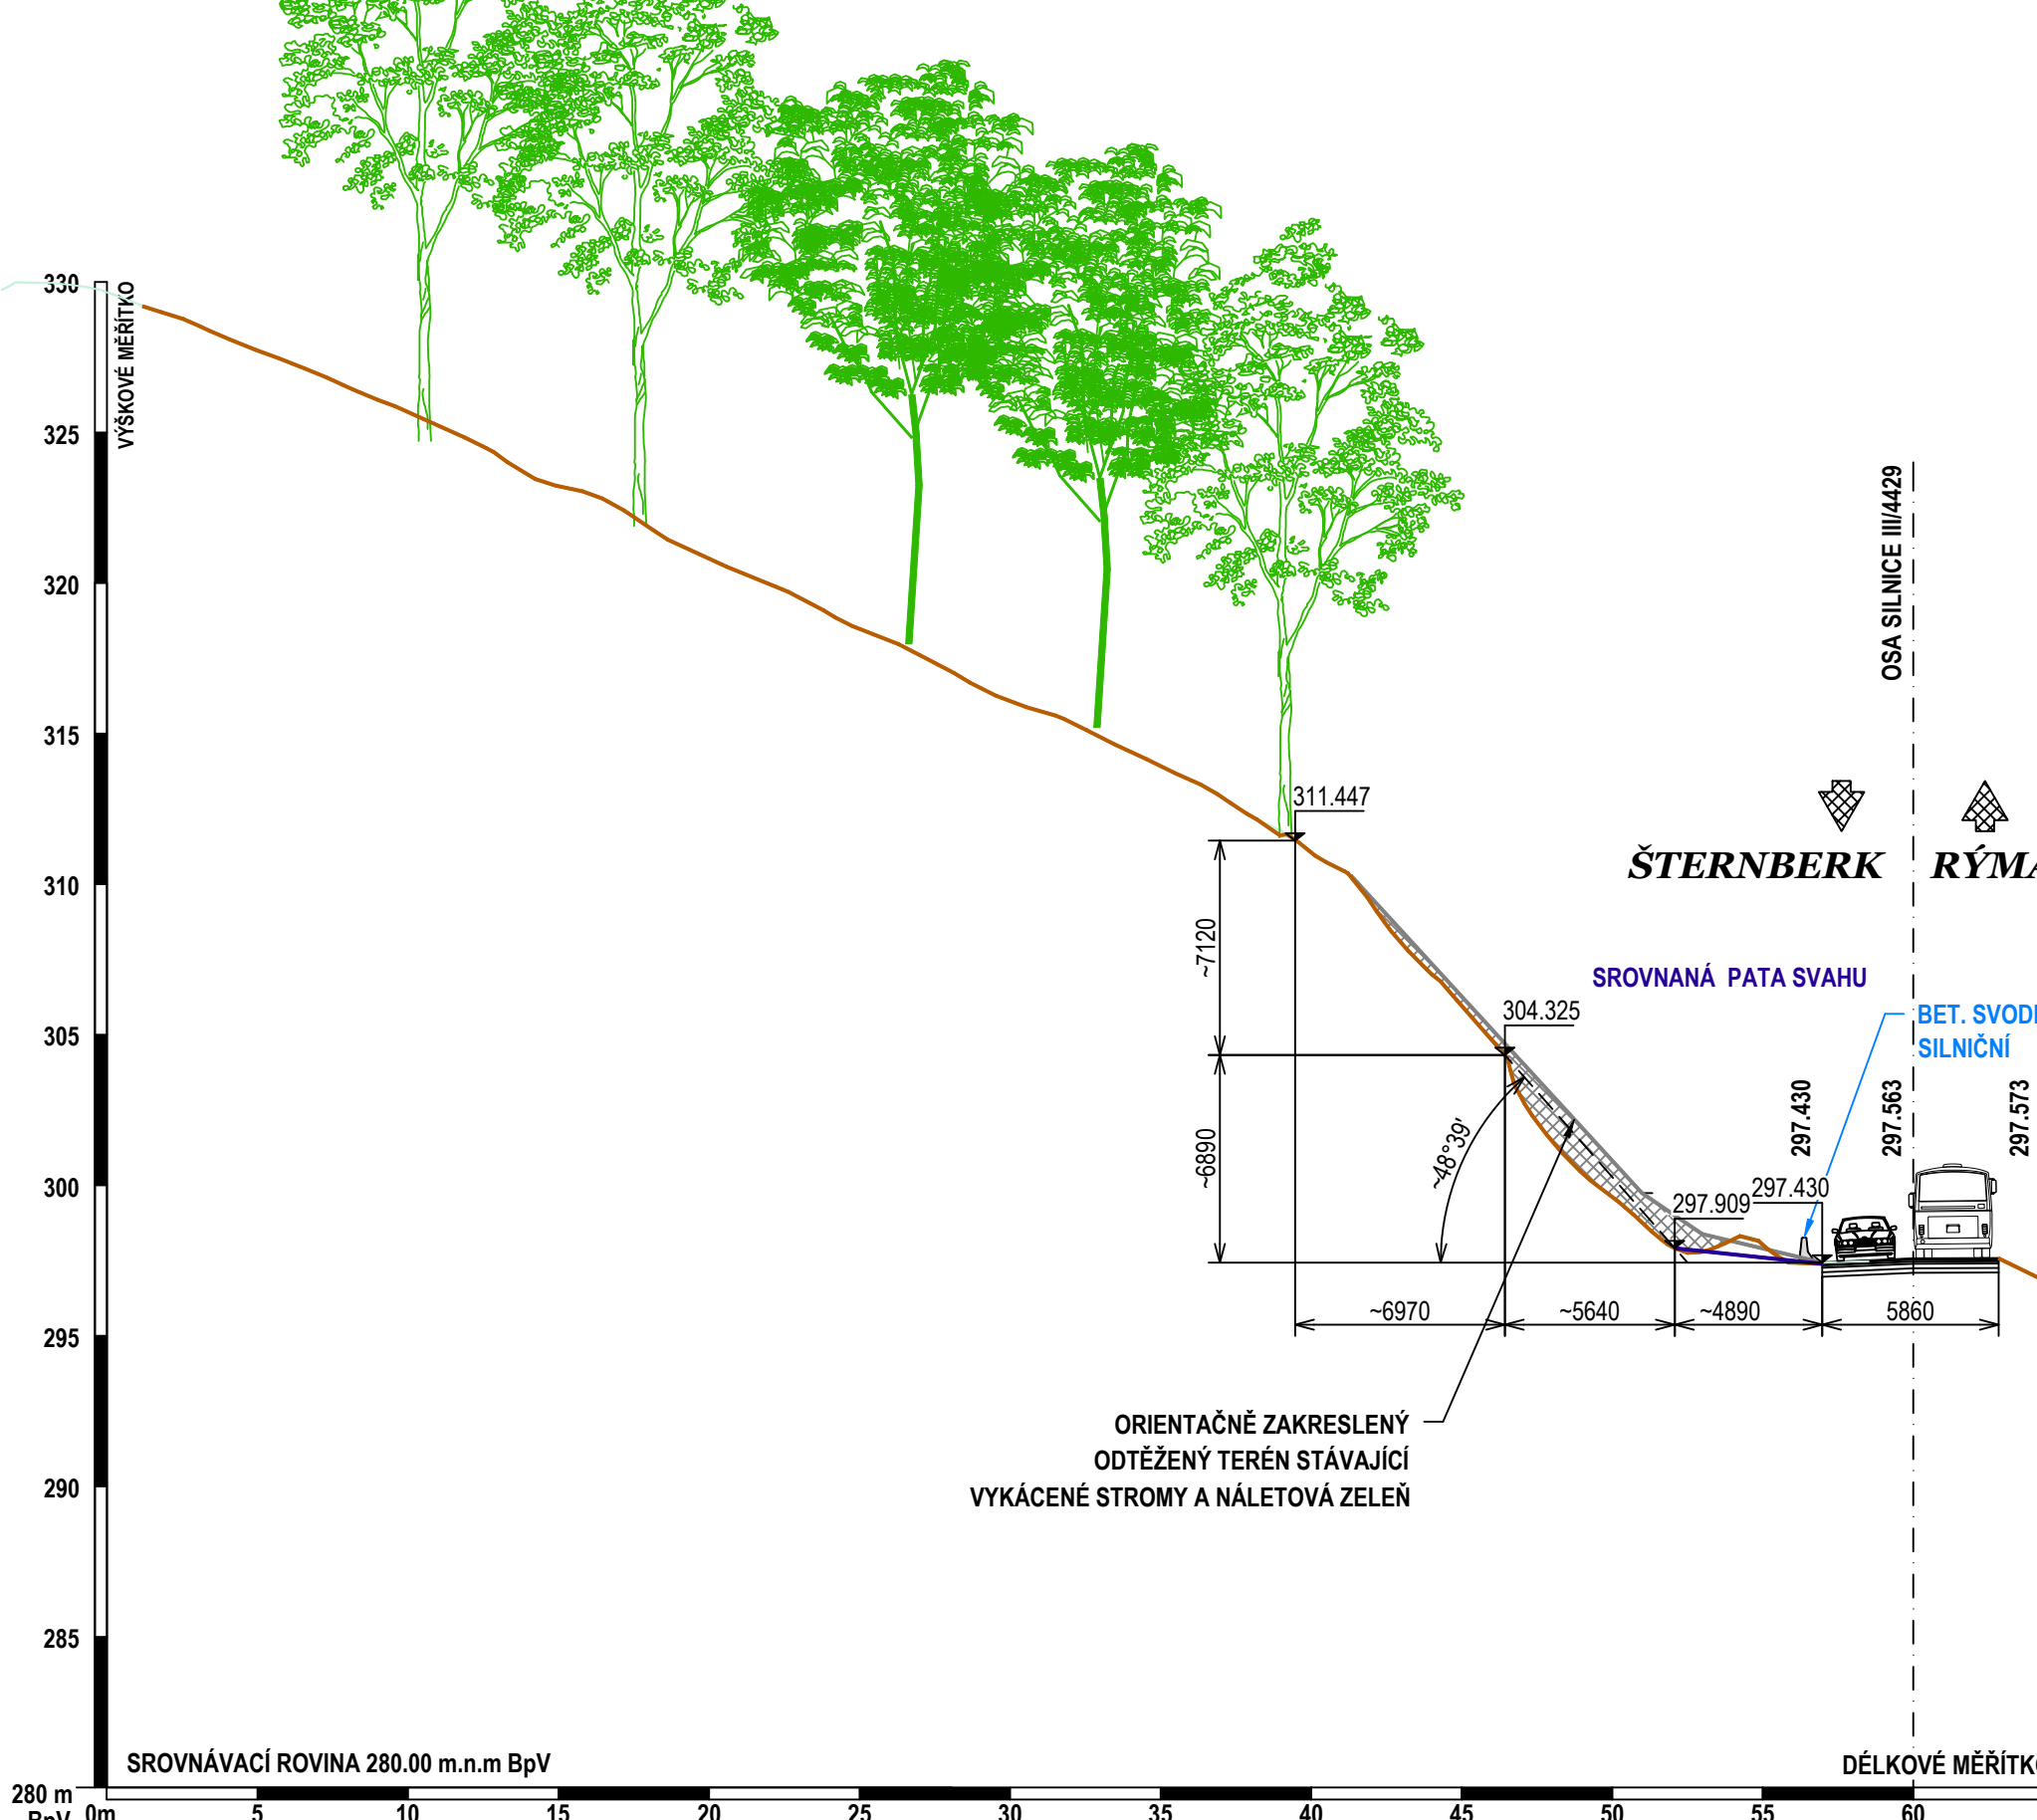 330
VÝŠKOVÉ MĚŘÍTKO
325
320
315
310
305
300
295
290
285
280 m
BpV
OSA SILNICE III/4429
311.447
ŠTERNBERK
~7120
SROVNANÁ PATA SVAHU
304.325
SILNIČNÍ
297.430
297.563
297.573
~6890
~48°39'
297.909
297.430
~6970
~5640
~4890
5860
ORIENTAČNĚ ZAKRESLENÝ
ODTĚŽENÝ TERÉN STÁVAJÍCÍ
VYKÁCENÉ STROMY A NÁLETOVÁ ZELEŇ
BET.
SROVNÁVACÍ ROVINA 280.00 m.n.m BpV
DÉLKOVÉ MĚŘÍTKO
0m 5 10 15 20 25 30 35 40 45 50 55 60